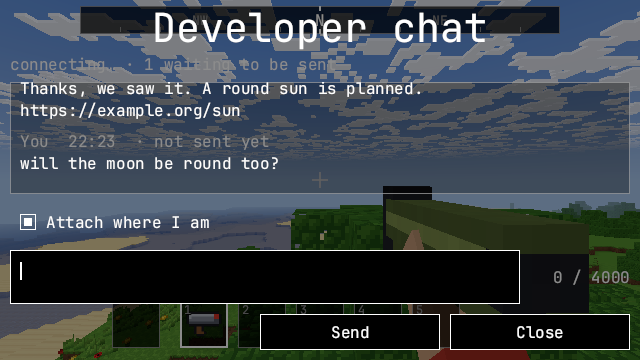 N
Developer chat
connecting… · 1 waiting to be sent
Thanks, we saw it. A round sun is planned.
https://example.org/sun
You 22:23 · not sent yet
will the moon be round too?
Attach where I am
0 / 4000
1 2 3 4 5
Send
Close